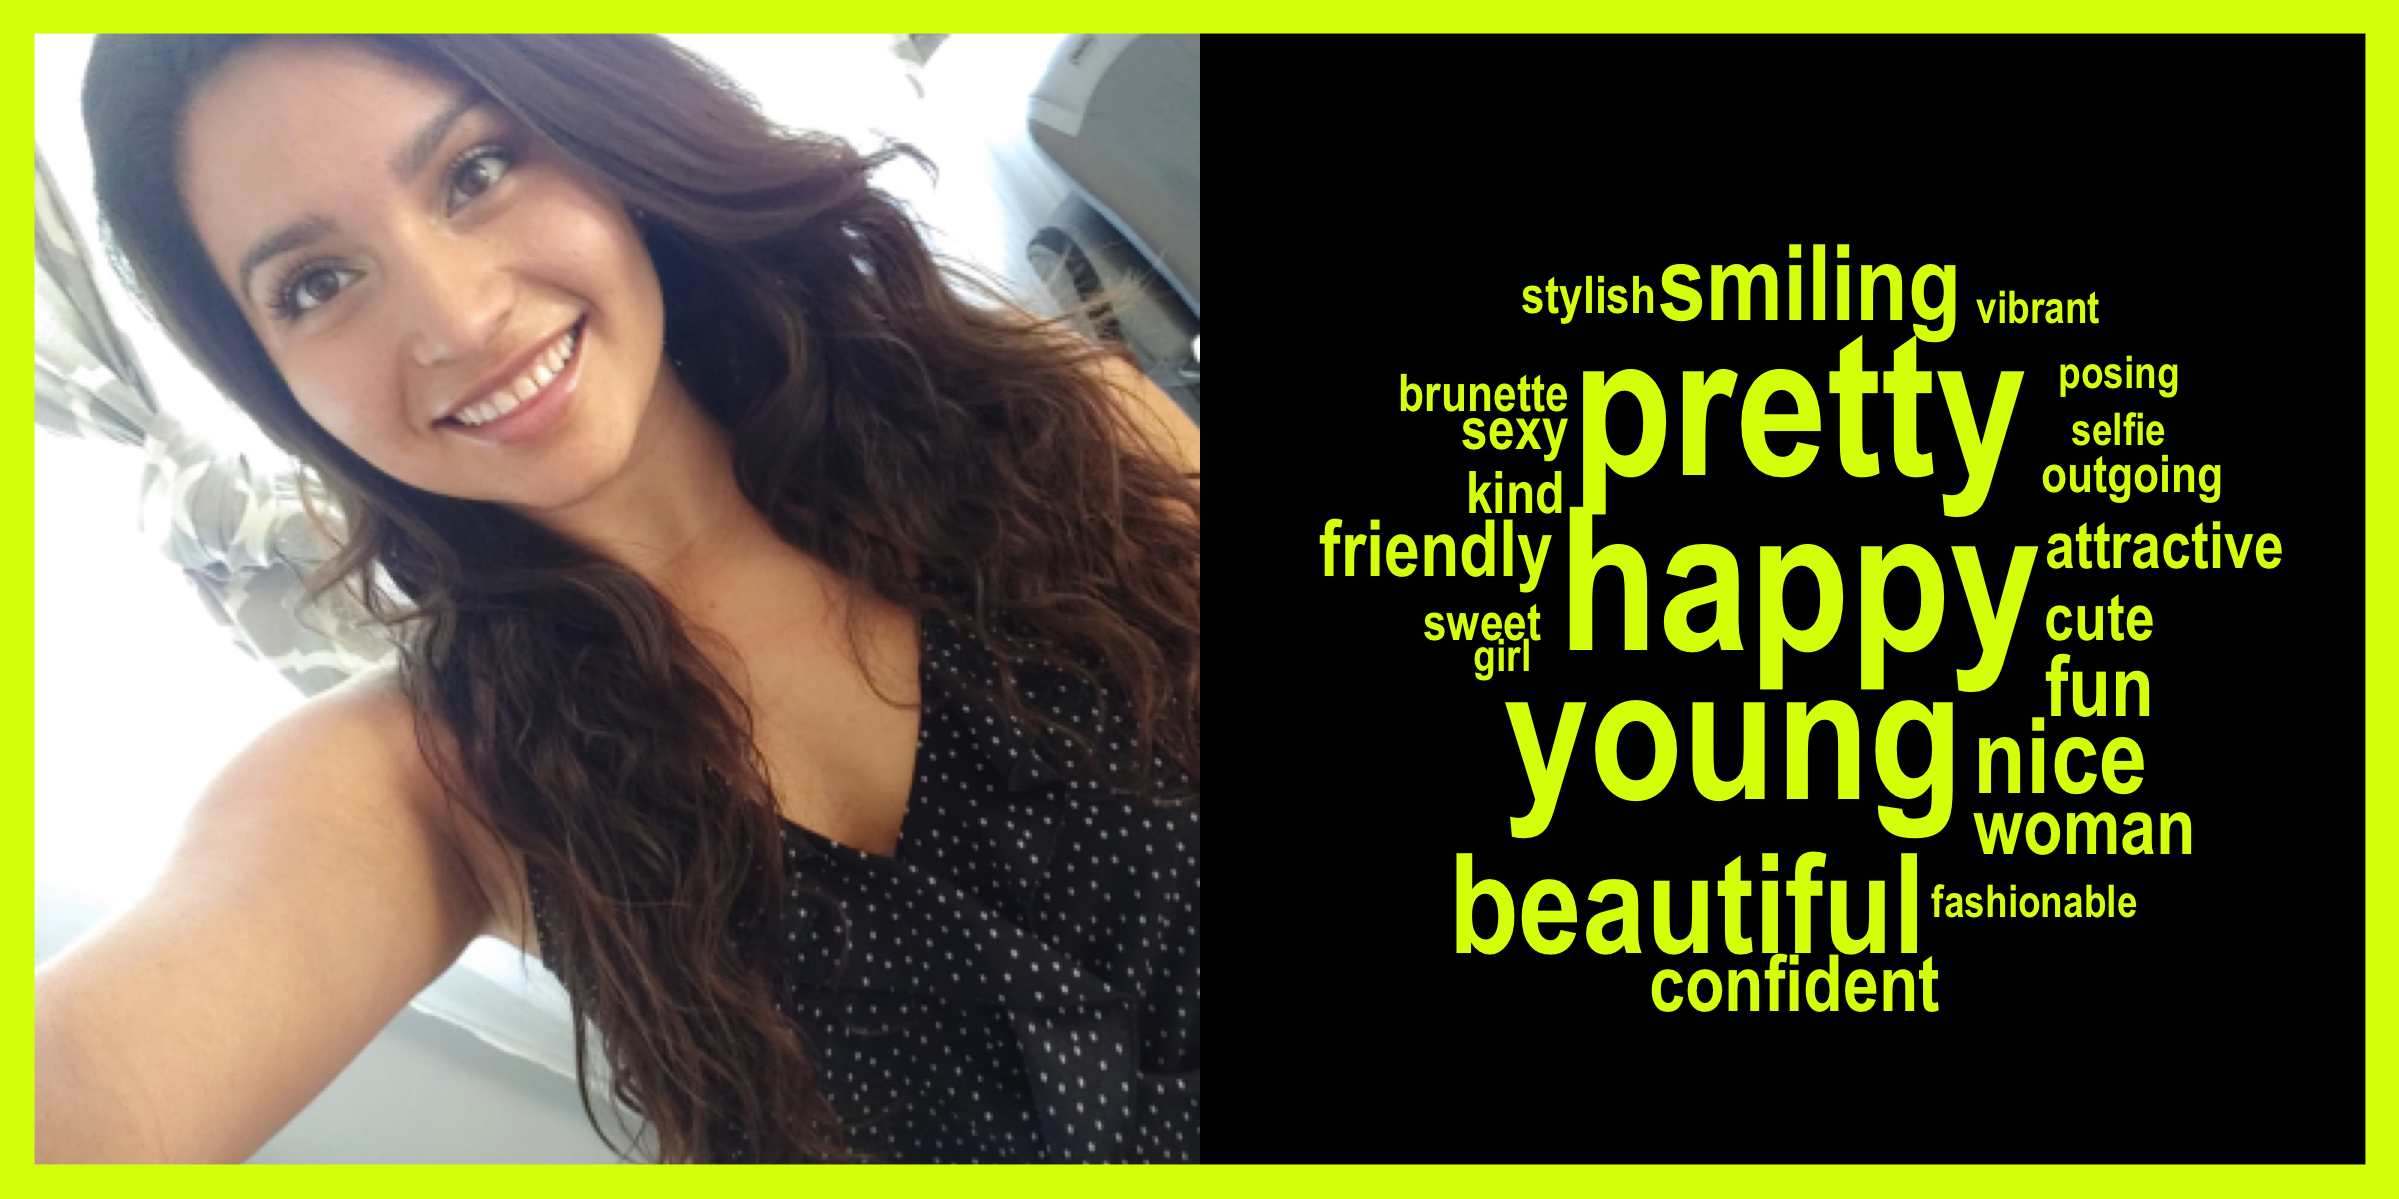 stylish smiling vibrant
pretty
brunette
posing
sexy
selfie
kind
outgoing
friendly
happy
attractive
sweet
cute
girl
fun
young
nice
woman
beautiful
fashionable
confident